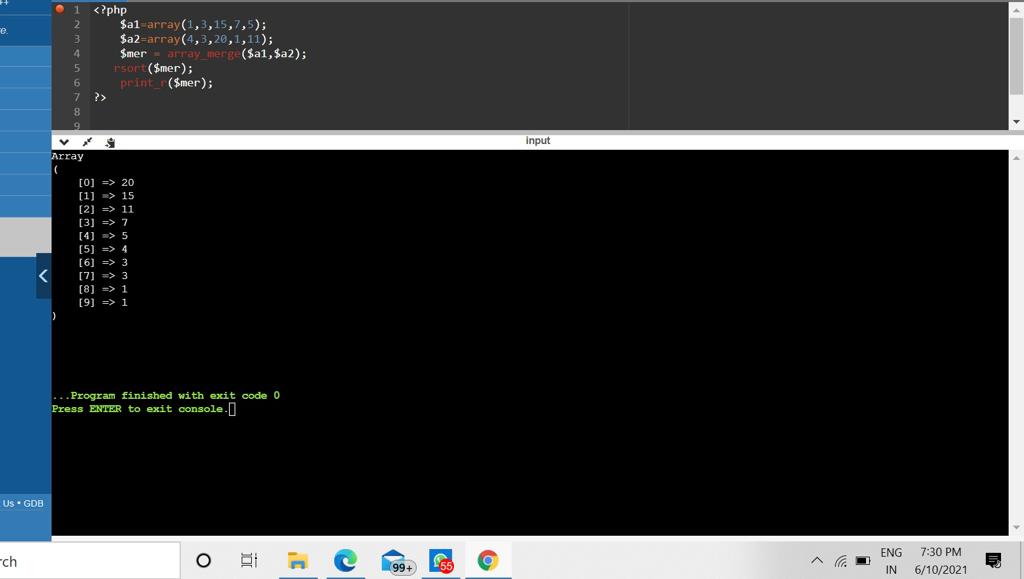 1 <?php
2 $a1=array(1,3,15,7,5);
3 $a2=array(4,3,20,1,11);
4 $mer = array_merge($a1,$a2);
5 rsort($mer);
6 print_r($mer);
7 ?>
8
9
input
Array
(
[0] => 20
[1] => 15
[2] => 11
[3] => 7
[4] => 5
[5] => 4
[6] => 3
[7] => 3
[8] => 1
[9] => 1
)
...Program finished with exit code 0
Press ENTER to exit console.
Us • GDB
rch
99+
55
ENG
IN
7:30 PM
6/10/2021